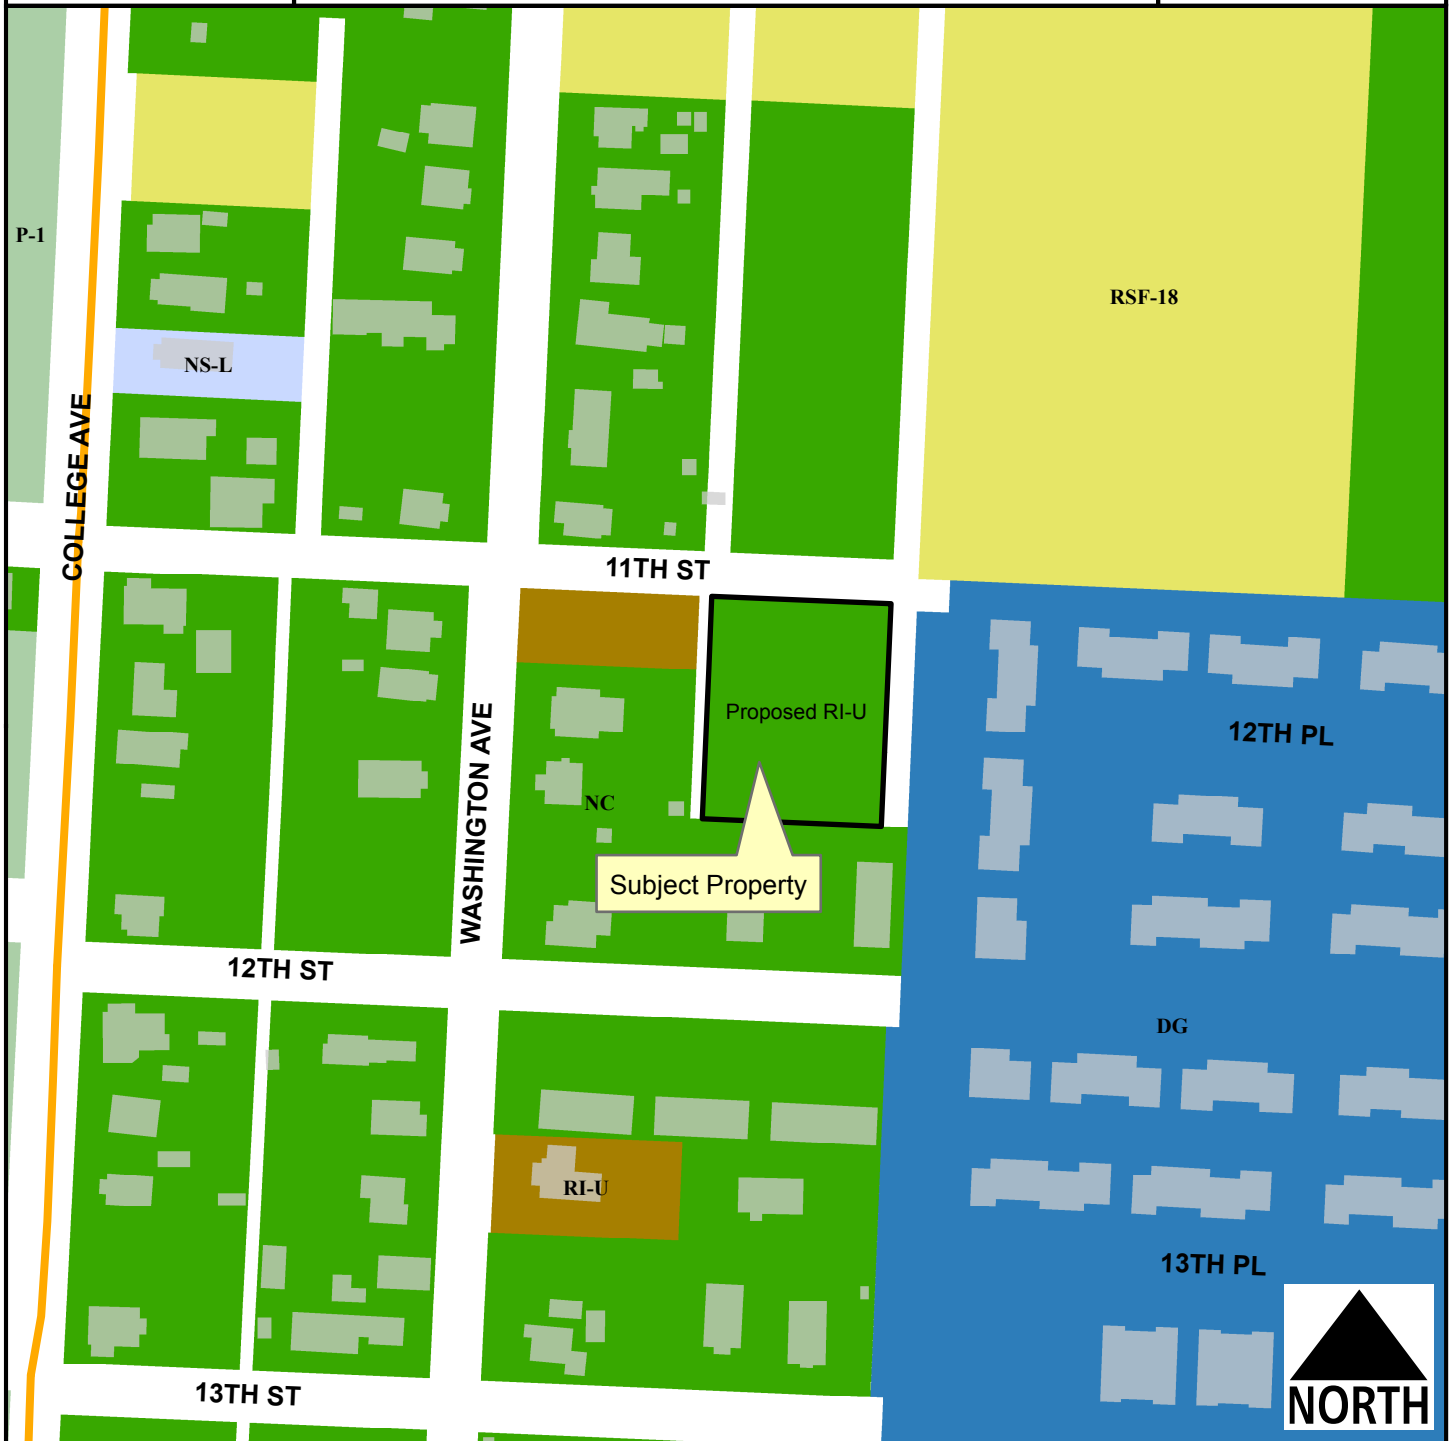 P-1
RSF-18
NS-L
COLLEGE AVE
11TH ST
Proposed RI-U
12TH PL
WASHINGTON AVE
NC
Subject Property
12TH ST
DG
RI-U
13TH PL
13TH ST
NORTH